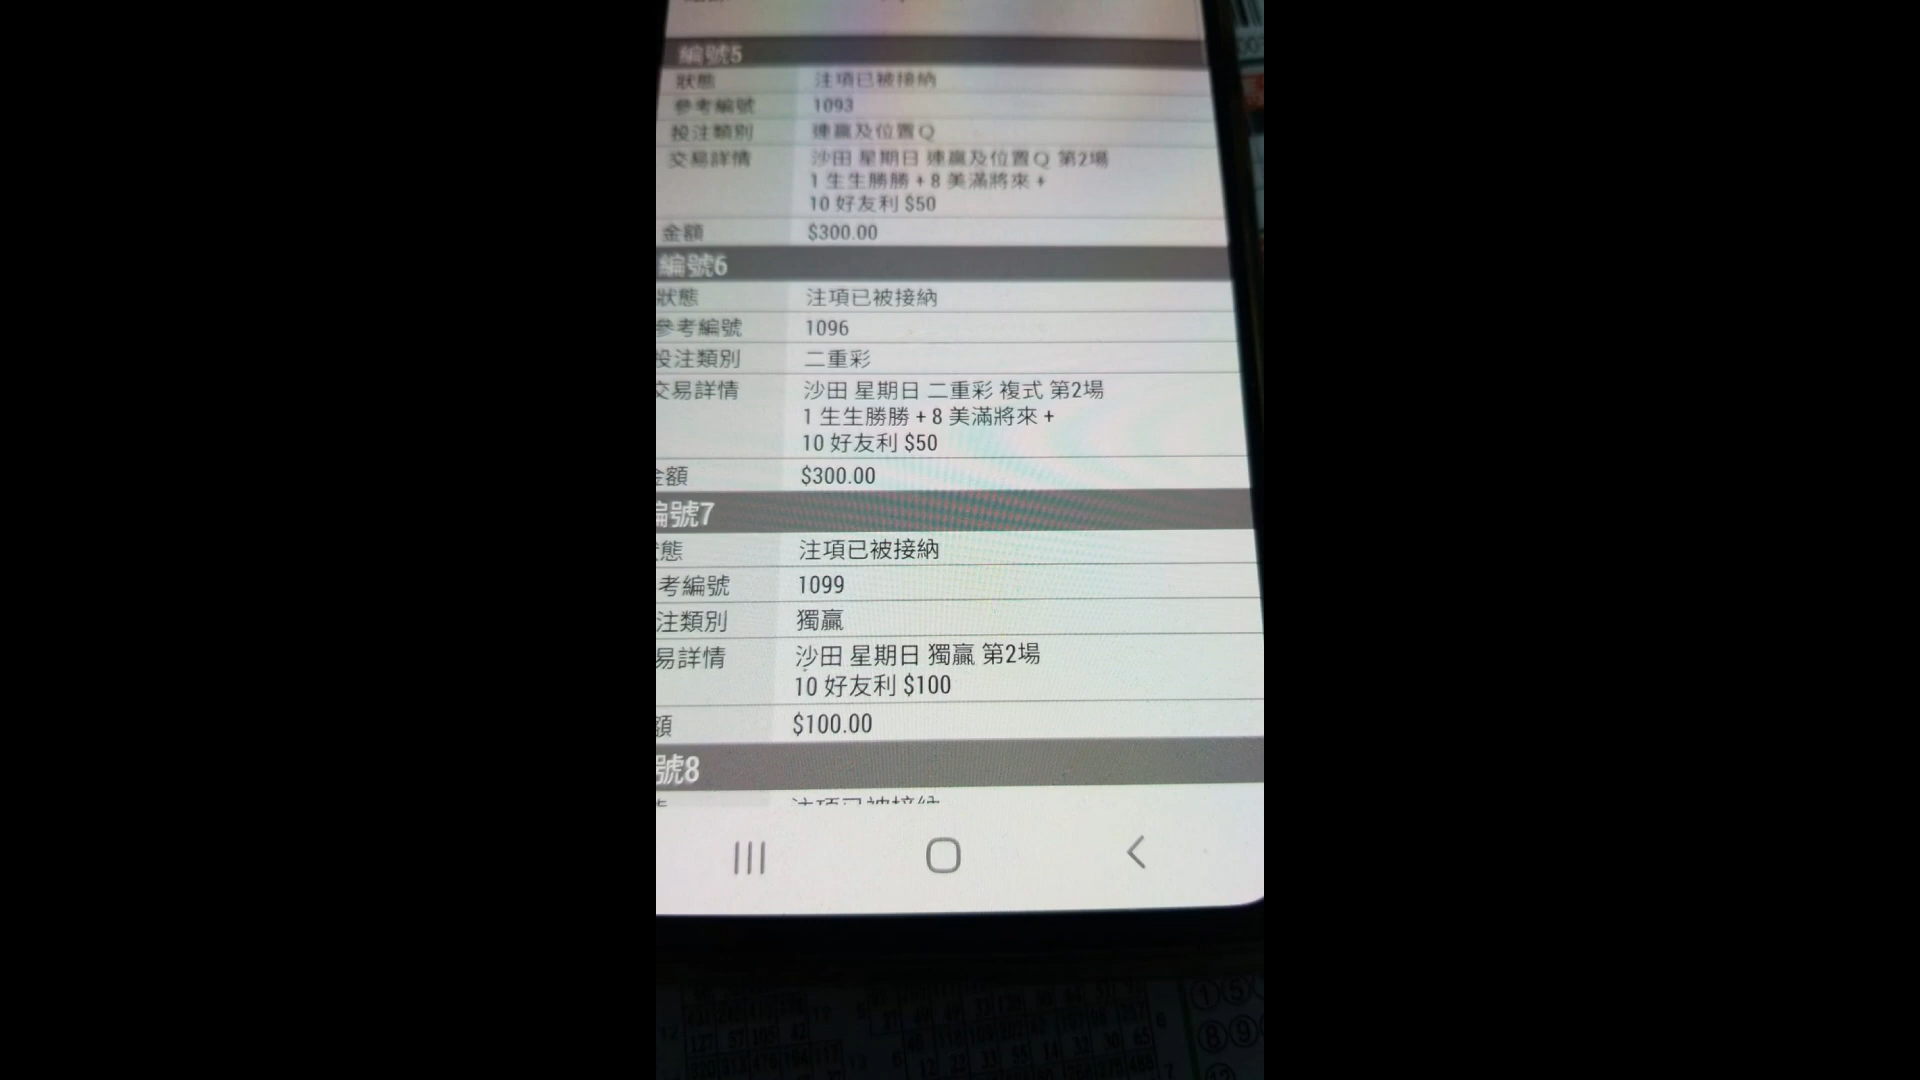 編號5
狀態 注項已被接納
參考編號 1093
投注類別 連贏及位置Q
交易詳情 沙田 星期日 連贏及位置Q 第2場
1 生生勝勝 + 8 美滿將來 +
10 好友利 $50
金額 $300.00
編號6
狀態 注項已被接納
參考編號 1096
投注類別 二重彩
交易詳情 沙田 星期日 二重彩 複式 第2場
1 生生勝勝 + 8 美滿將來 +
10 好友利 $50
金額 $300.00
編號7
態 注項已被接納
考編號 1099
注類別 獨贏
易詳情 沙田 星期日 獨贏 第2場
10 好友利 $100
額 $100.00
號8
注項已被接納